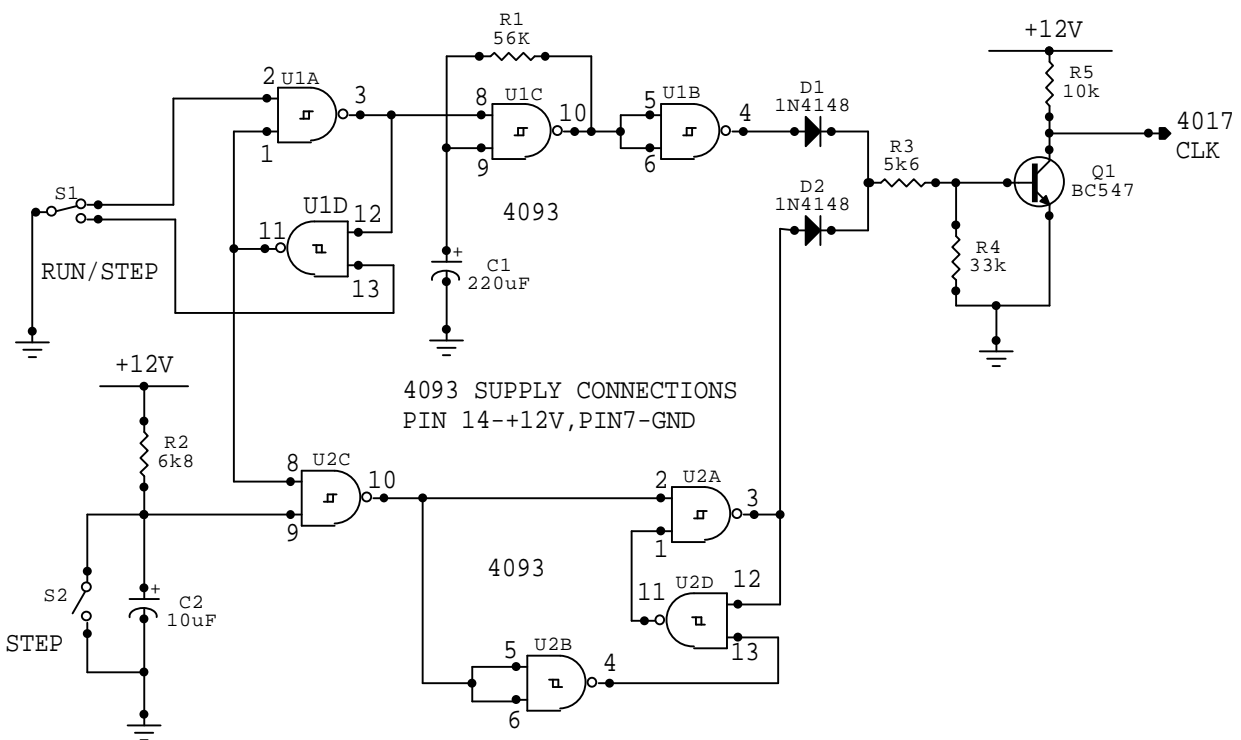 R1
56K
+12V
R5
10k
2
U1A
3
8
U1C
10
5
U1B
4
D1
1N4148
4017
CLK
1
9
6
R3
5k6
Q1
BC547
S1
U1D
12
11
13
4093
D2
1N4148
R4
33k
RUN/STEP
+
C1
220uF
+12V
4093 SUPPLY CONNECTIONS
PIN 14-+12V,PIN7-GND
R2
6k8
8
U2C
10
9
2
U2A
3
1
4093
S2
STEP
+
C2
10uF
11
U2D
12
13
5
U2B
4
6